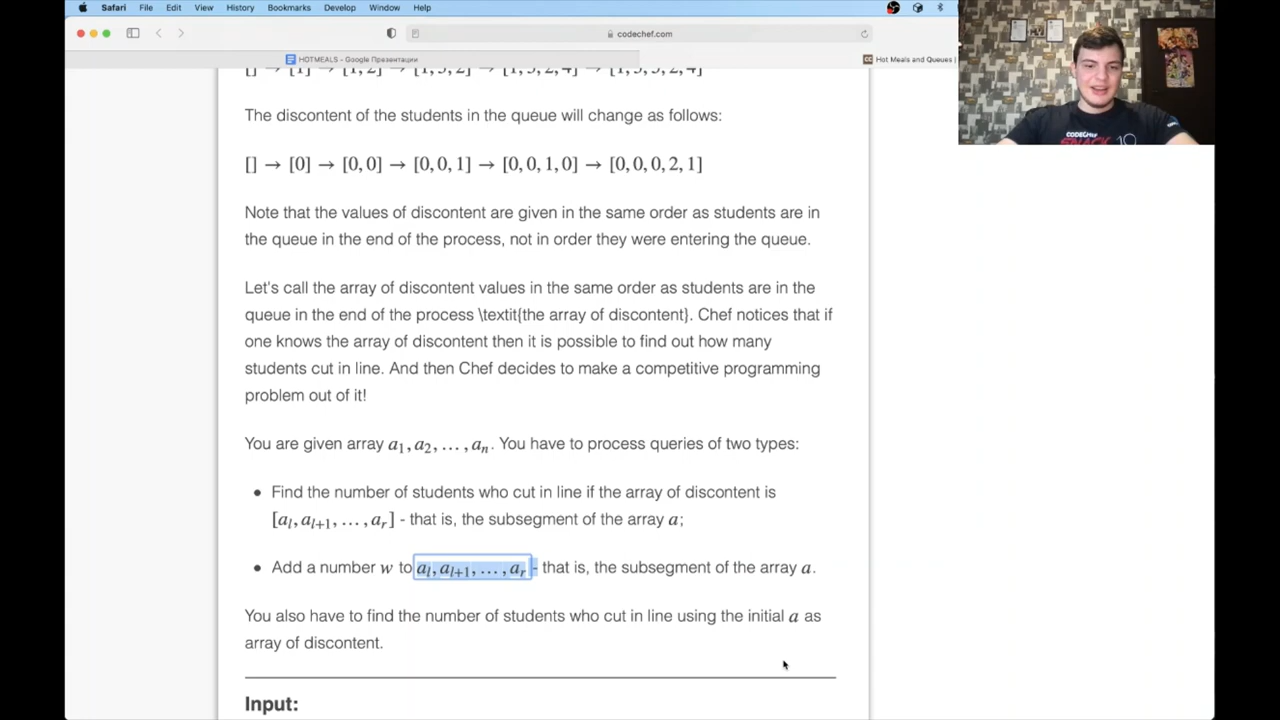 Safari File Edit View History Bookmarks Develop Window Help
codechef.com
HOTMEALS - Google Презентации
Hot Meals and Queues |
The discontent of the students in the queue will change as follows:
[] → [0] → [0, 0] → [0, 0, 1] → [0, 0, 1, 0] → [0, 0, 0, 2, 1]
Note that the values of discontent are given in the same order as students are in
the queue in the end of the process, not in order they were entering the queue.
Let's call the array of discontent values in the same order as students are in the
queue in the end of the process \textit{the array of discontent}. Chef notices that if
one knows the array of discontent then it is possible to find out how many
students cut in line. And then Chef decides to make a competitive programming
problem out of it!
You are given array a₁, a₂, …, aₙ. You have to process queries of two types:
• Find the number of students who cut in line if the array of discontent is
[aₗ, aₗ₊₁, …, aᵣ] - that is, the subsegment of the array a;
• Add a number w to aₗ, aₗ₊₁, …, aᵣ - that is, the subsegment of the array a.
You also have to find the number of students who cut in line using the initial a as
array of discontent.
Input:
CODECHEF
SNACK